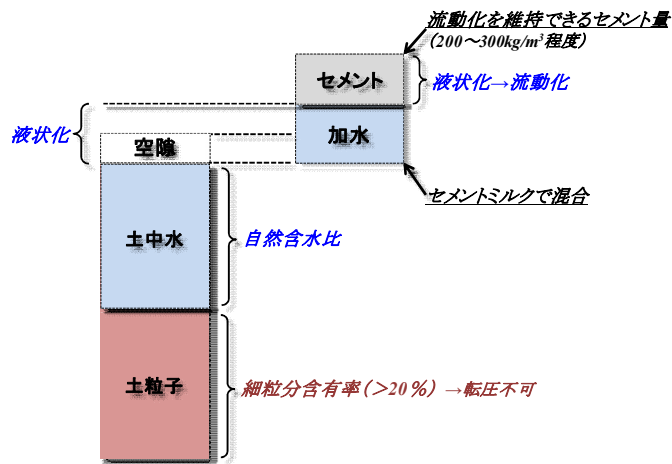 流動化を維持できるセメント量
（200～300kg/m³程度）
セメント
液状化→流動化
液状化
空隙
加水
セメントミルクで混合
土中水
自然含水比
土粒子
細粒分含有率（＞20％）→転圧不可